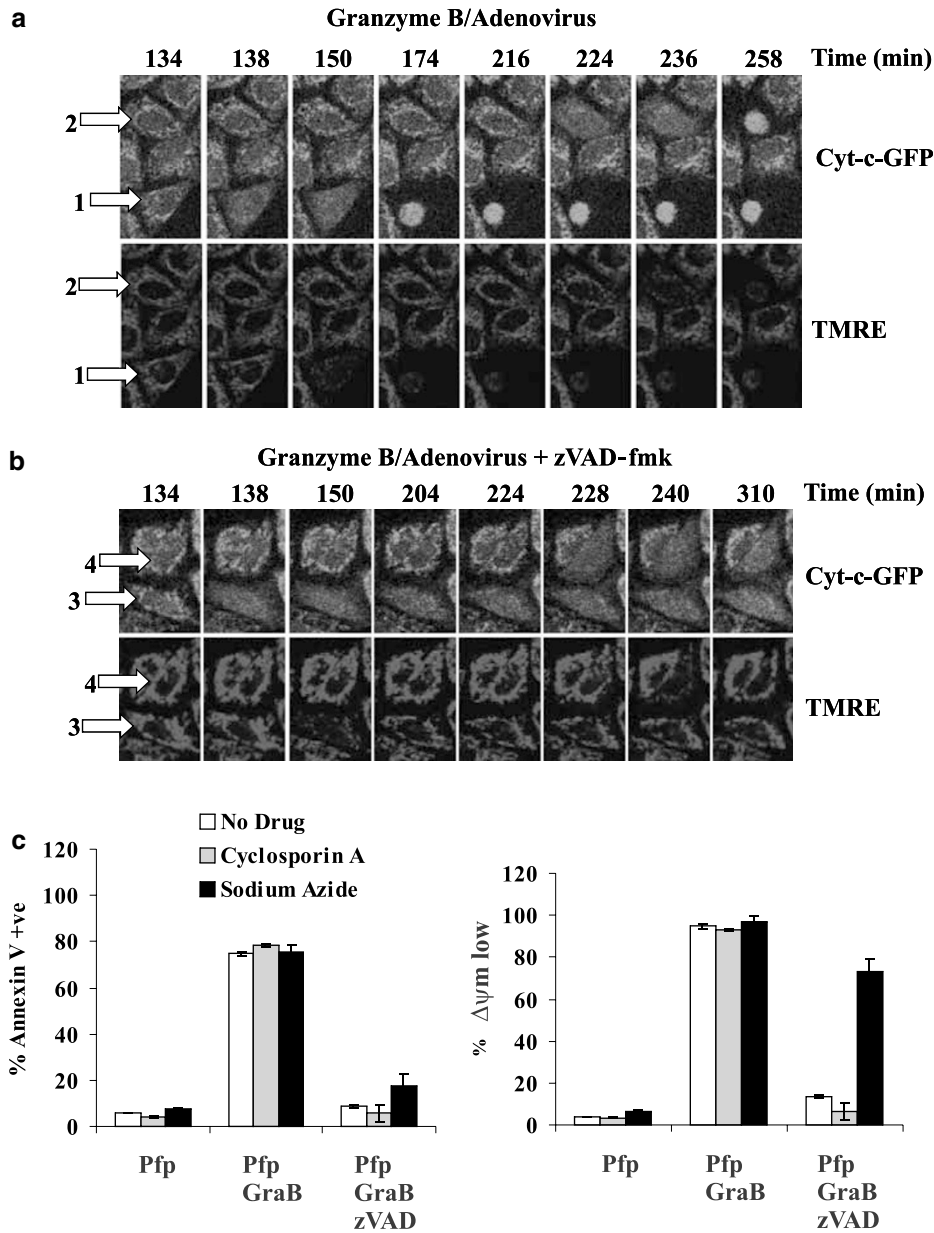 a
Granzyme B/Adenovirus
134 138 150 174 216 224 236 258 Time (min)
2
Cyt-c-GFP
1
2
TMRE
1
b
Granzyme B/Adenovirus + zVAD-fmk
134 138 150 204 224 228 240 310 Time (min)
4
Cyt-c-GFP
3
4
TMRE
3
c
No Drug
Cyclosporin A
Sodium Azide
% Annexin V +ve
120
100
80
60
40
20
0
Pfp
Pfp
GraB
Pfp
GraB
zVAD
% Δψm low
120
100
80
60
40
20
0
Pfp
Pfp
GraB
Pfp
GraB
zVAD